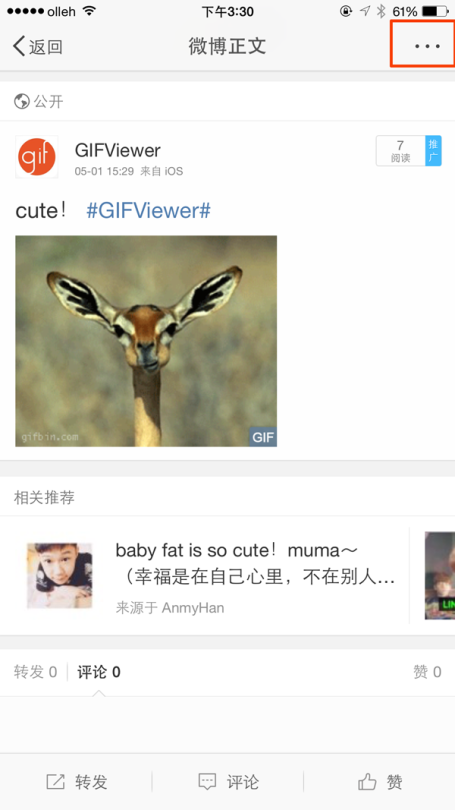 olleh 下午3:30 61%
返回 微博正文
公开
gif GIFViewer
05-01 15:29 来自 iOS
7
阅读
推广
cute！ #GIFViewer#
gifbin.com GIF
相关推荐
baby fat is so cute！muma～
（幸福是在自己心里，不在别人…
来源于 AnmyHan
LIN
转发 0 评论 0 赞 0
转发 评论 赞